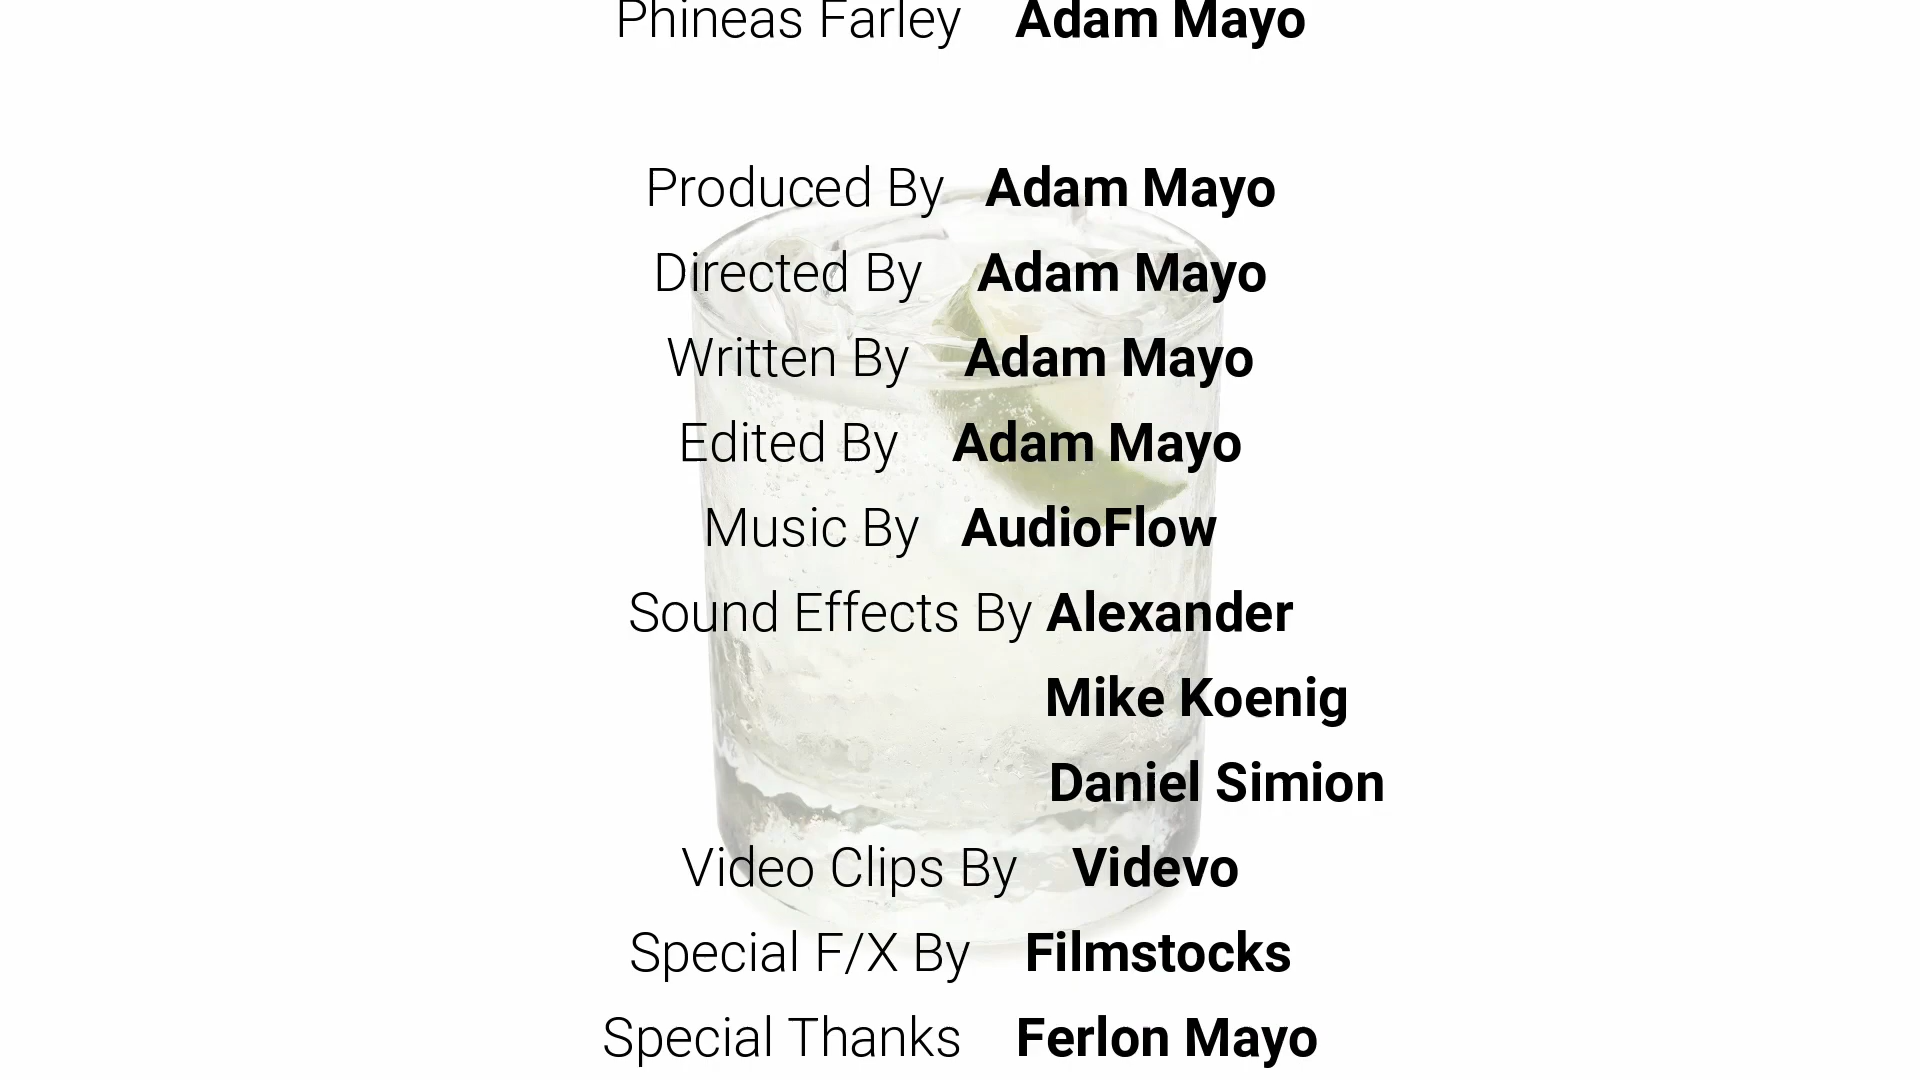 Phineas Farley Adam Mayo
Produced By Adam Mayo
Directed By Adam Mayo
Written By Adam Mayo
Edited By Adam Mayo
Music By AudioFlow
Sound Effects By Alexander
Mike Koenig
Daniel Simion
Video Clips By Videvo
Special F/X By Filmstocks
Special Thanks Ferlon Mayo